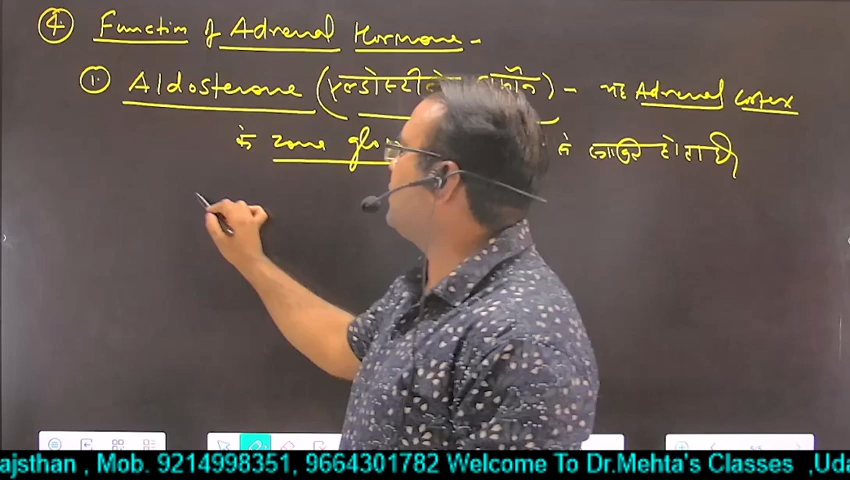 ④ Function of Adrenal Hormone -
① Aldosterone ( - यह Adrenal Cortex
के zona glo से स्त्रावित होता है
ajsthan , Mob. 9214998351, 9664301782 Welcome To Dr.Mehta's Classes ,Uda